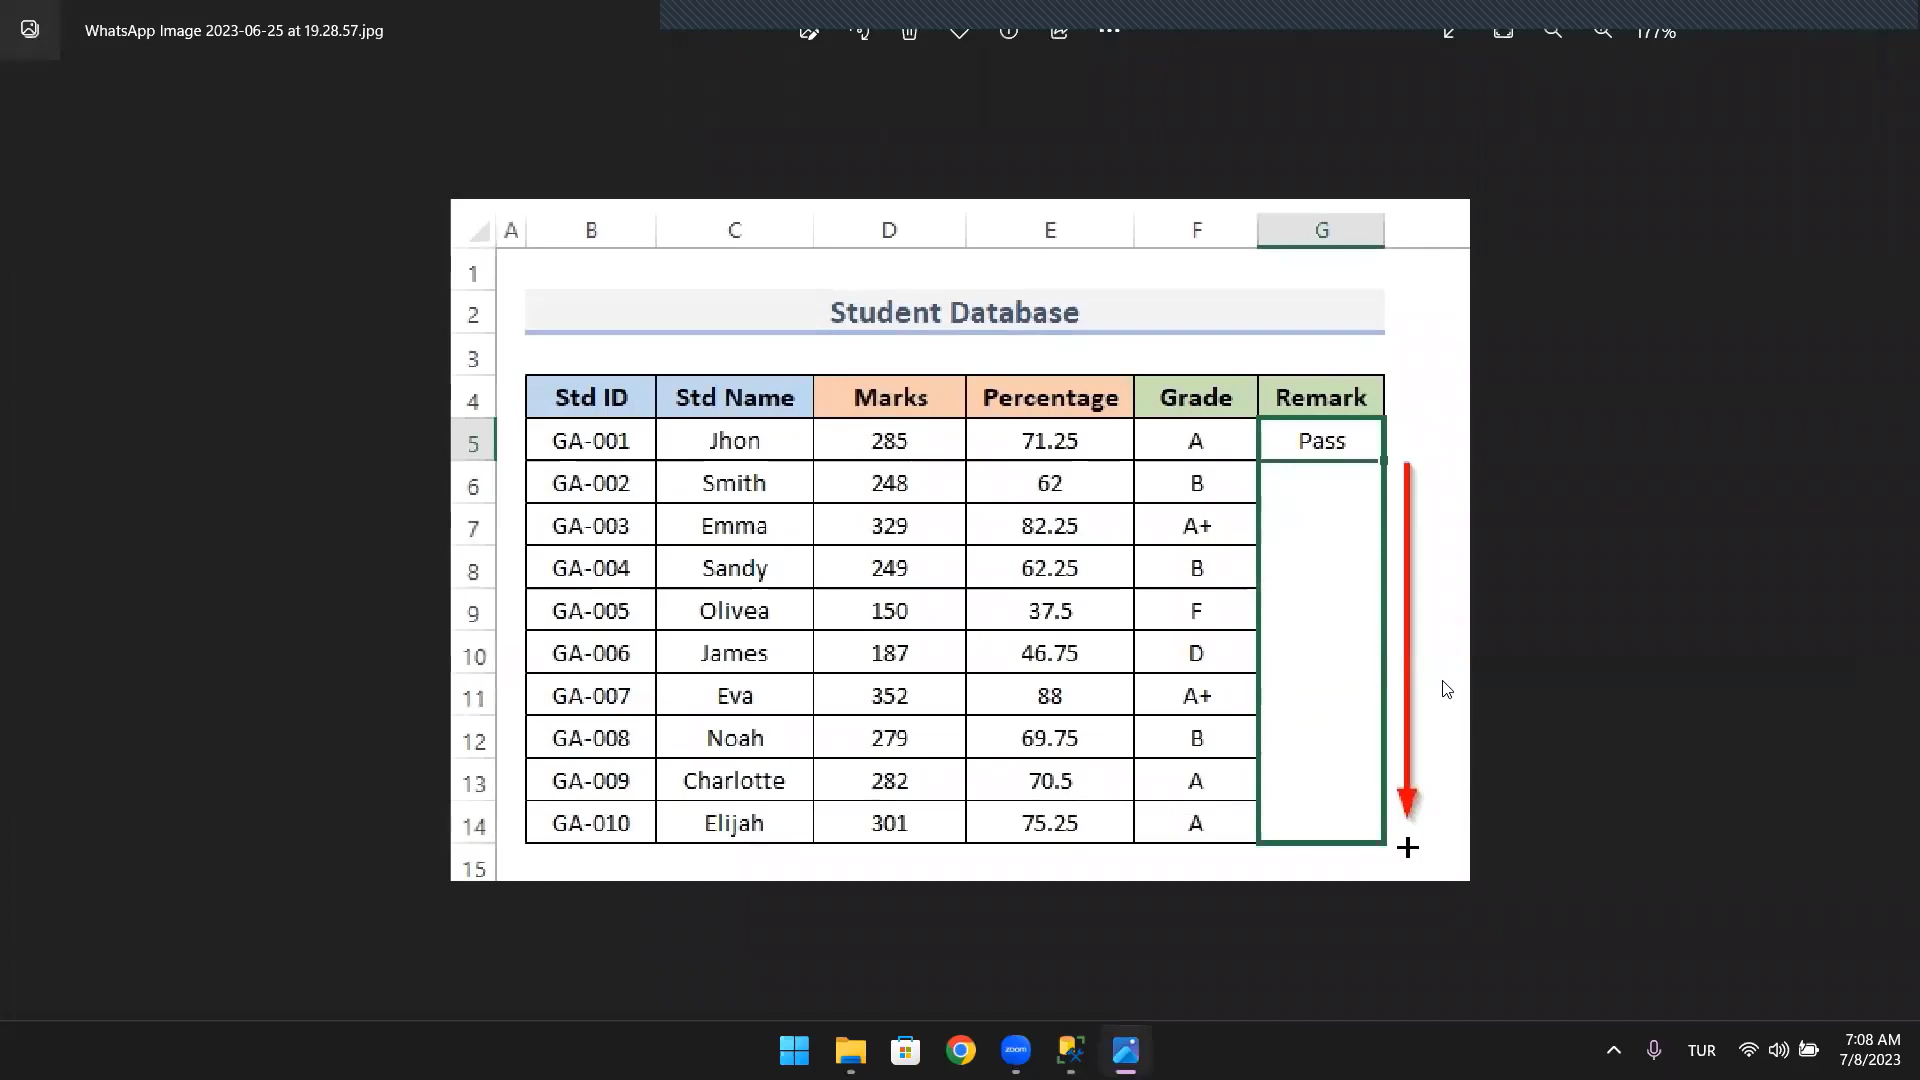 WhatsApp Image 2023-06-25 at 19.28.57.jpg
177%
A B C D E F G
1
2 Student Database
3
4 Std ID Std Name Marks Percentage Grade Remark
5 GA-001 Jhon 285 71.25 A Pass
6 GA-002 Smith 248 62 B
7 GA-003 Emma 329 82.25 A+
8 GA-004 Sandy 249 62.25 B
9 GA-005 Olivea 150 37.5 F
10 GA-006 James 187 46.75 D
11 GA-007 Eva 352 88 A+
12 GA-008 Noah 279 69.75 B
13 GA-009 Charlotte 282 70.5 A
14 GA-010 Elijah 301 75.25 A
15
zoom
TUR
7:08 AM
7/8/2023